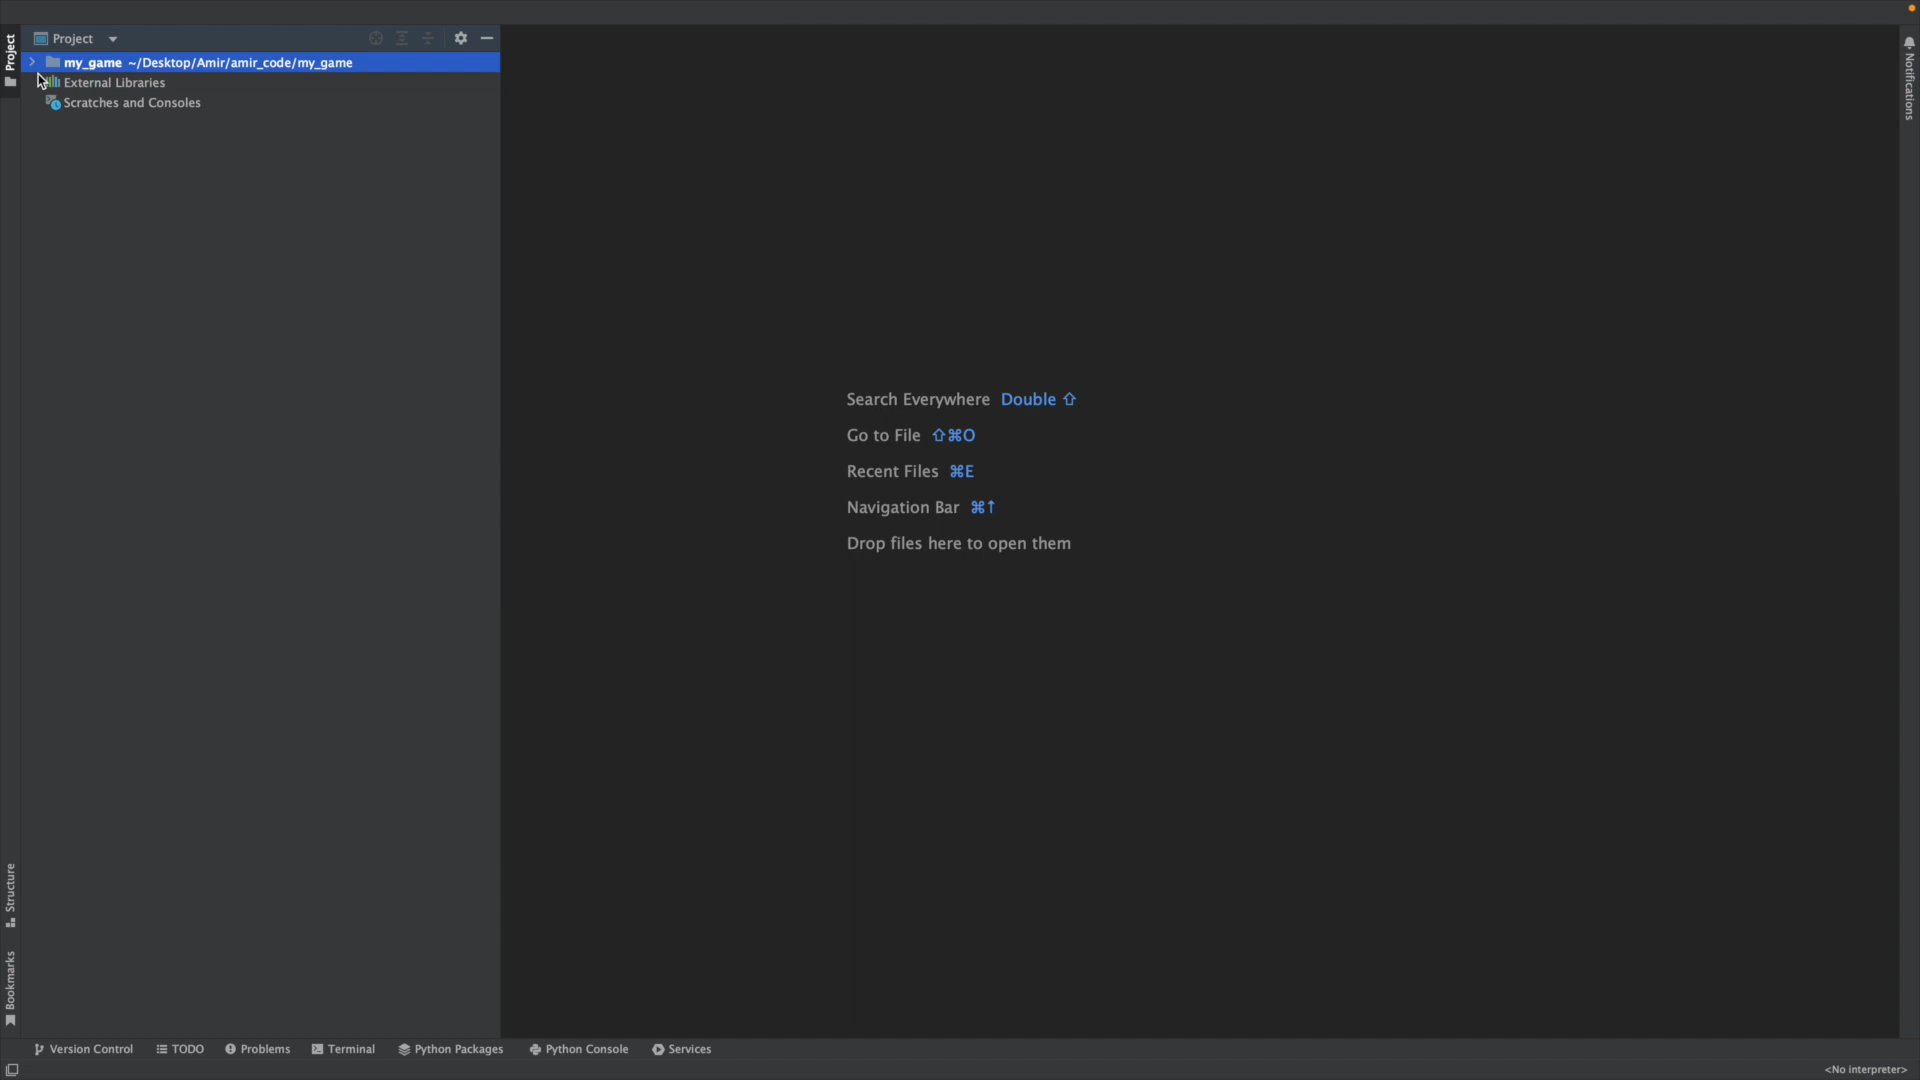 Project
Project
my_game ~/Desktop/Amir/amir_code/my_game
External Libraries
Scratches and Consoles
Notifications
Search Everywhere Double ⇧
Go to File ⇧⌘O
Recent Files ⌘E
Navigation Bar ⌘↑
Drop files here to open them
Structure
Bookmarks
Version Control TODO Problems Terminal Python Packages Python Console Services
<No interpreter>